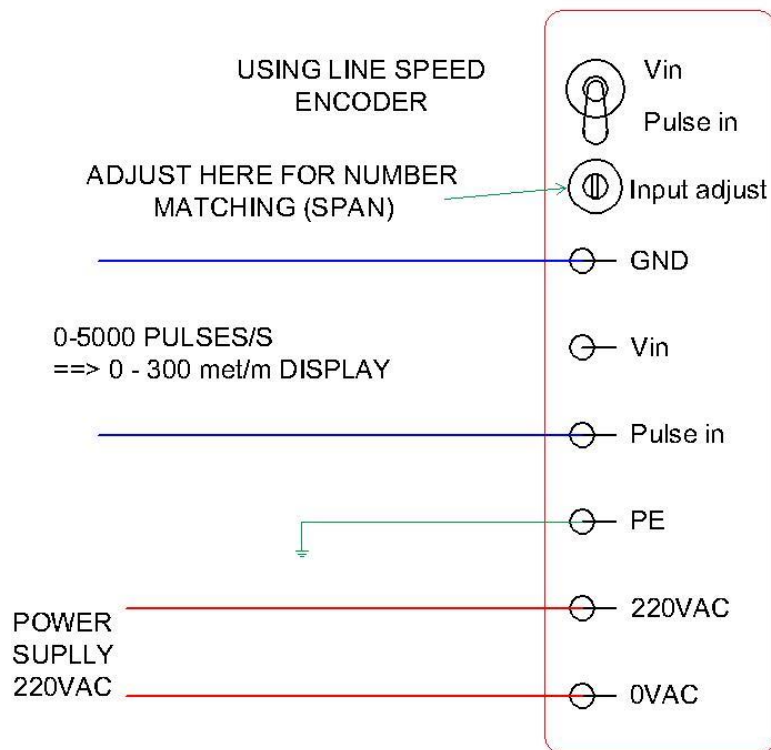 USING LINE SPEED
ENCODER
Vin
Pulse in
ADJUST HERE FOR NUMBER
MATCHING (SPAN)
Input adjust
GND
0-5000 PULSES/S
==> 0 - 300 met/m DISPLAY
Vin
Pulse in
PE
POWER
SUPLLY
220VAC
220VAC
0VAC